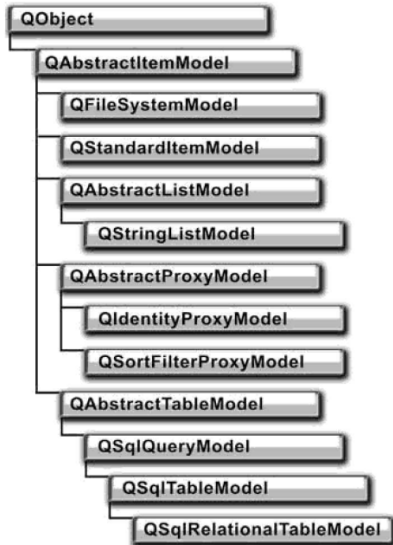 QObject
QAbstractItemModel
QFileSystemModel
QStandardItemModel
QAbstractListModel
QStringListModel
QAbstractProxyModel
QIdentityProxyModel
QSortFilterProxyModel
QAbstractTableModel
QSqlQueryModel
QSqlTableModel
QSqlRelationalTableModel